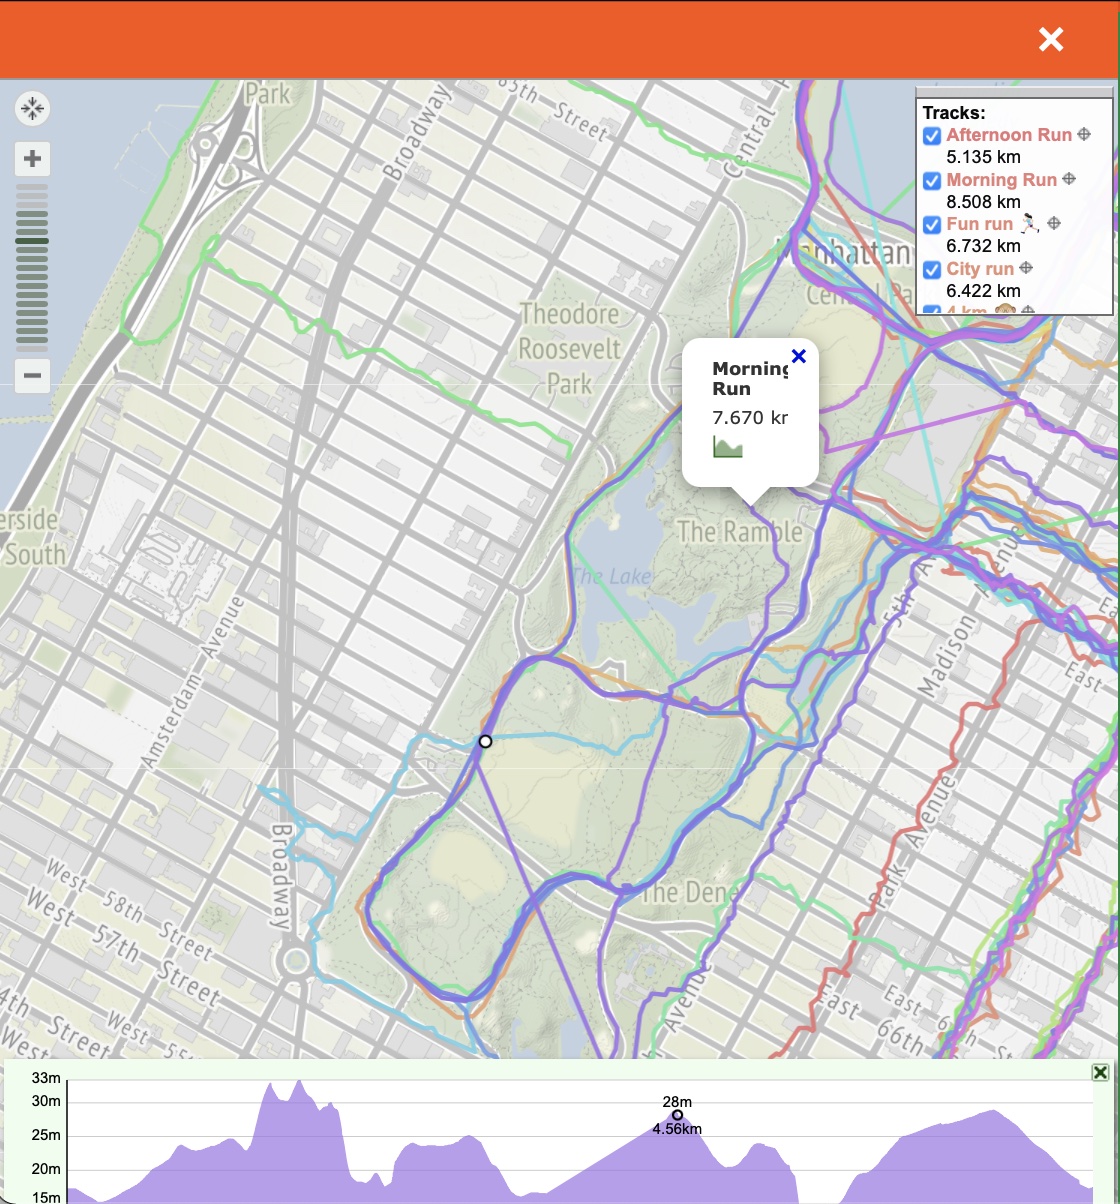 Park
Broadway
85th Street
Central
Tracks:
Afternoon Run
5.135 km
Morning Run
8.508 km
Fun run 🏃🏻
6.732 km
City run
6.422 km
4 km 🙉
Manhattan
Central Pa
Theodore
Roosevelt
Park
Morning
Run
7.670 kr
The Ramble
erside
South
The Lake
5th Av
Avenue
Madison
Amsterdam Avenue
East
Ea
Broadway
West 58th Street
West 57th Street
The Dene
Park Avenue
4th Street
West
West 55
West
Avenue
East 66th
East 6
St
33m
30m
25m
20m
15m
28m
4.56km